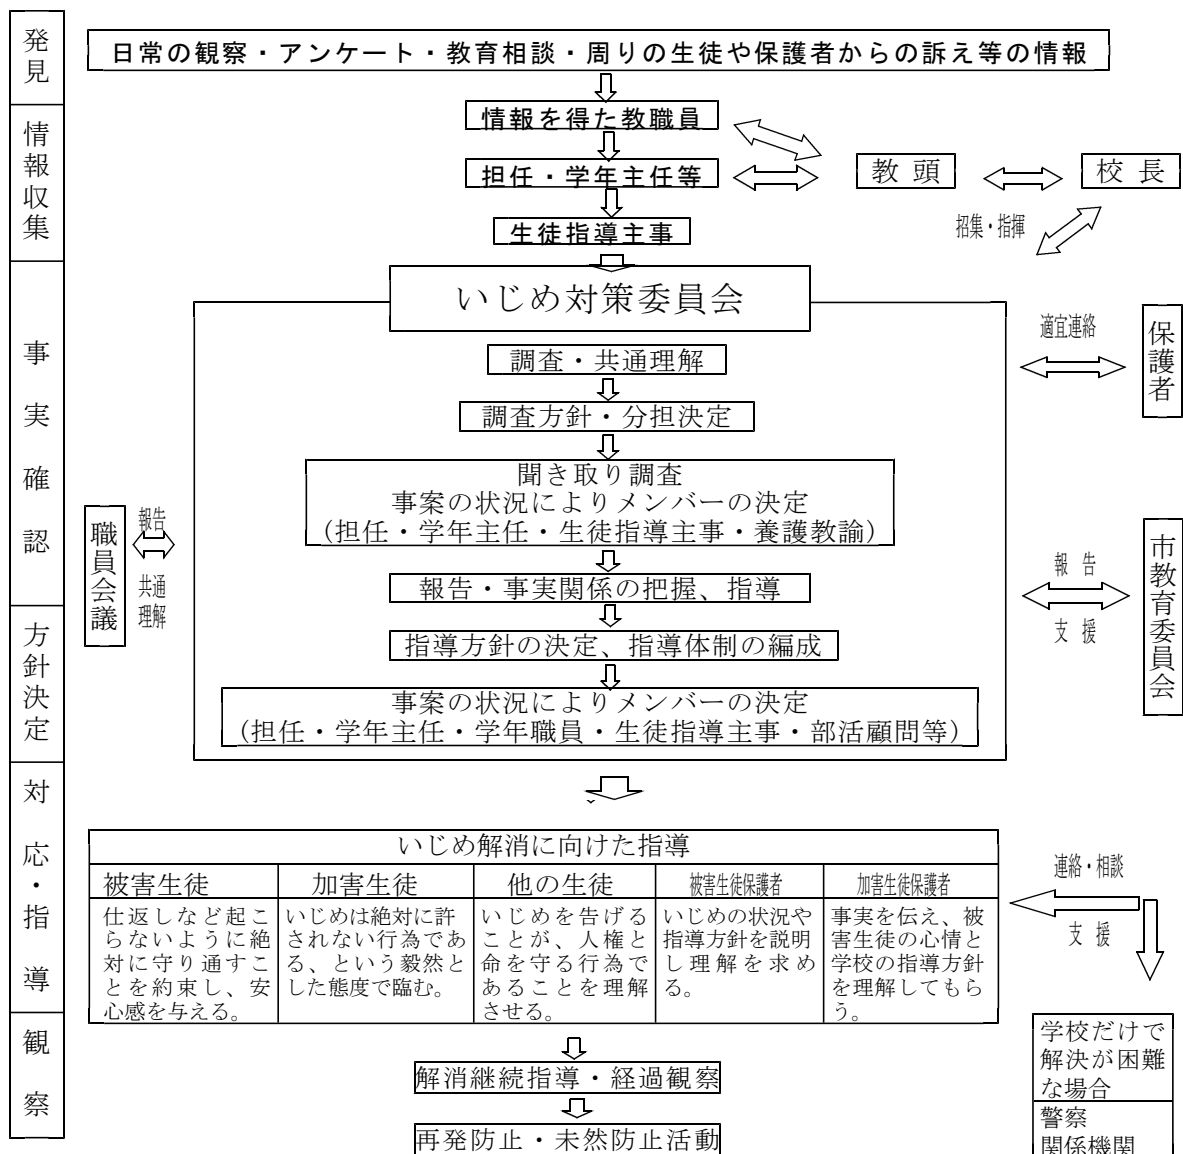 発見
情報収集
事実確認
方針決定
対応・指導
観察
日常の観察・アンケート・教育相談・周りの生徒や保護者からの訴え等の情報
情報を得た教職員
担任・学年主任等
教頭
校長
生徒指導主事
招集・指揮
いじめ対策委員会
適宜連絡
保護者
調査・共通理解
調査方針・分担決定
聞き取り調査
事案の状況によりメンバーの決定
(担任・学年主任・生徒指導主事・養護教諭)
職員会議
報告
共通
理解
報告・事実関係の把握、指導
指導方針の決定、指導体制の編成
事案の状況によりメンバーの決定
(担任・学年主任・学年職員・生徒指導主事・部活顧問等)
報告
支援
市教育委員会
いじめ解消に向けた指導
被害生徒
仕返しなど起こ
らないように絶
対に守り通すこ
とを約束し、安
心感を与える。
加害生徒
いじめは絶対に許
されない行為であ
る、という毅然と
した態度で臨む。
他の生徒
いじめを告げる
ことが、人権と
命を守る行為で
あることを理解
させる。
被害生徒保護者
いじめの状況や
指導方針を説明
し理解を求め
る。
加害生徒保護者
事実を伝え、被
害生徒の心情と
学校の指導方針
を理解してもら
う。
連絡・相談
支援
学校だけで
解決が困難
な場合
警察
関係機関
解消継続指導・経過観察
再発防止・未然防止活動